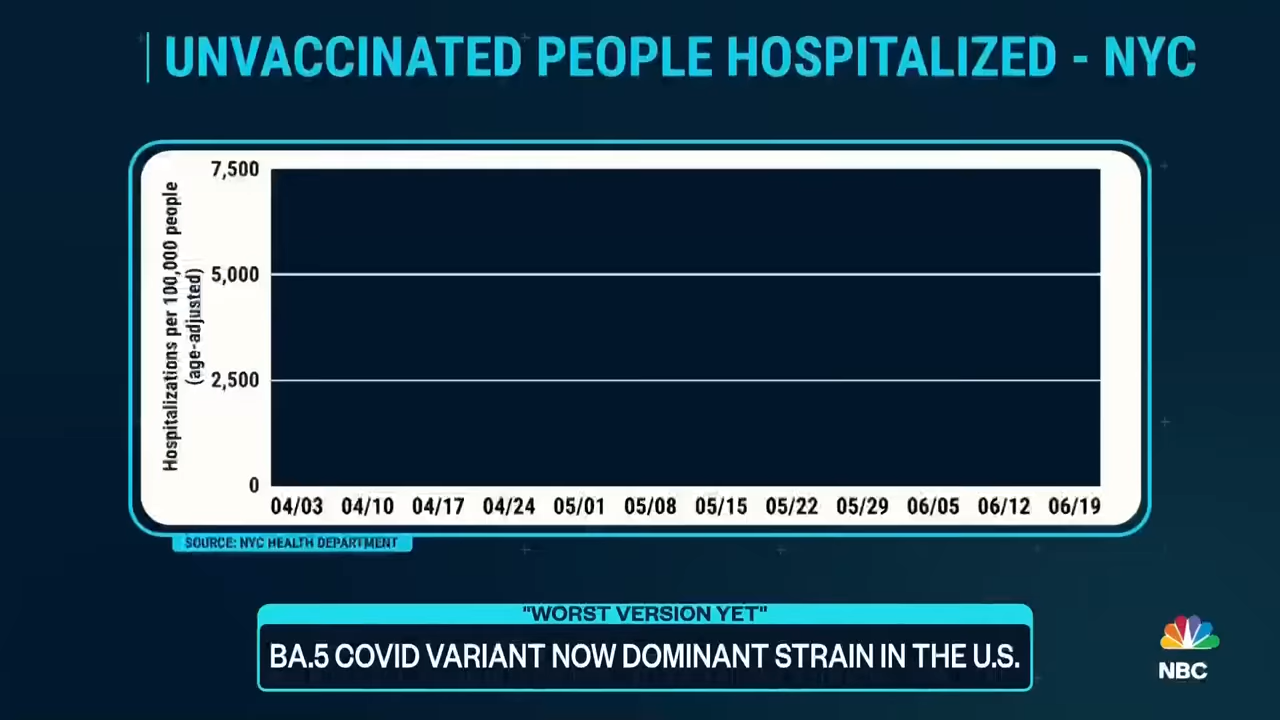 UNVACCINATED PEOPLE HOSPITALIZED - NYC
Hospitalizations per 100,000 people
(age-adjusted)
7,500
5,000
2,500
0
04/03 04/10 04/17 04/24 05/01 05/08 05/15 05/22 05/29 06/05 06/12 06/19
SOURCE: NYC HEALTH DEPARTMENT
"WORST VERSION YET"
BA.5 COVID VARIANT NOW DOMINANT STRAIN IN THE U.S.
NBC